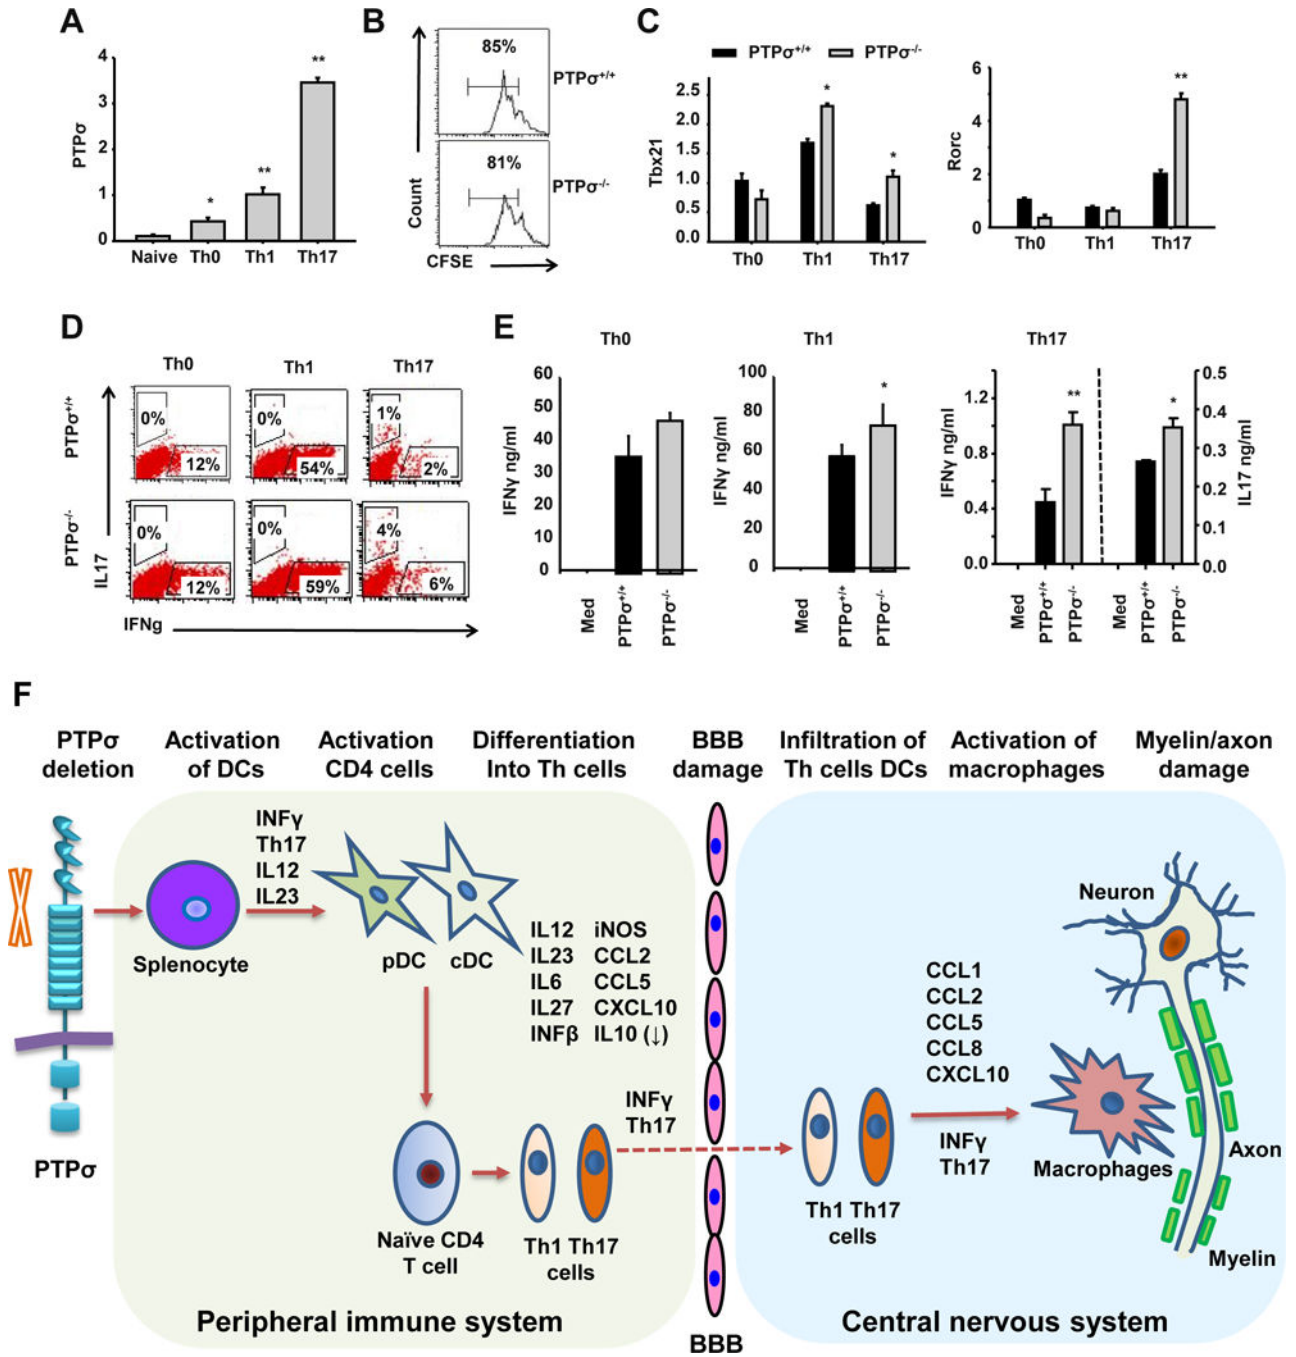 A
PTPσ
4
3
2
1
0
Naive Th0 Th1 Th17
*
**
**
B
85%
PTPσ+/+
81%
PTPσ-/-
Count
CFSE
C
PTPσ+/+ PTPσ-/-
Tbx21
2.5
2.0
1.5
1.0
0.5
0.0
*
*
Th0 Th1 Th17
Rorc
6
4
2
0
**
Th0 Th1 Th17
D
Th0 Th1 Th17
PTPσ+/+
0% 12%
0% 54%
1% 2%
PTPσ-/-
0% 12%
0% 59%
4% 6%
IL17
IFNg
E
Th0
IFNγ ng/ml
60
50
40
30
20
10
0
Med PTPσ+/+ PTPσ-/-
Th1
IFNγ ng/ml
100
80
60
40
20
0
*
Med PTPσ+/+ PTPσ-/-
Th17
IFNγ ng/ml
1.2
0.8
0.4
0.0
**
*
0.5
0.4
0.3
0.2
0.1
0.0
IL17 ng/ml
Med PTPσ+/+ PTPσ-/- Med PTPσ+/+ PTPσ-/-
F
PTPσ
deletion
Activation
of DCs
Activation
CD4 cells
Differentiation
Into Th cells
BBB
damage
Infiltration of
Th cells DCs
Activation of
macrophages
Myelin/axon
damage
INFγ
Th17
IL12
IL23
Splenocyte
pDC cDC
IL12 iNOS
IL23 CCL2
IL6 CCL5
IL27 CXCL10
INFβ IL10 (↓)
PTPσ
Naïve CD4
T cell
Th1 Th17
cells
INFγ
Th17
Th1 Th17
cells
CCL1
CCL2
CCL5
CCL8
CXCL10
INFγ
Th17
Neuron
Macrophages
Axon
Myelin
Peripheral immune system
BBB
Central nervous system